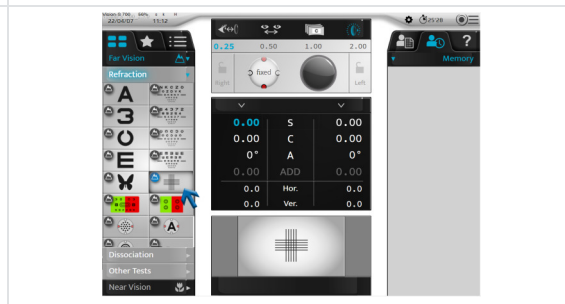 22/04/07 11:12 25'28
?
Far Vision
0.25 0.50 1.00 2.00
Memory
Refraction
Right fixed Left
A
3
E
0.00 S 0.00
0.00 C 0.00
0° A 0°
0.00 ADD 0.00
0.0 Hor. 0.0
0.0 Ver. 0.0
A
Dissociation
Other Tests
Near Vision